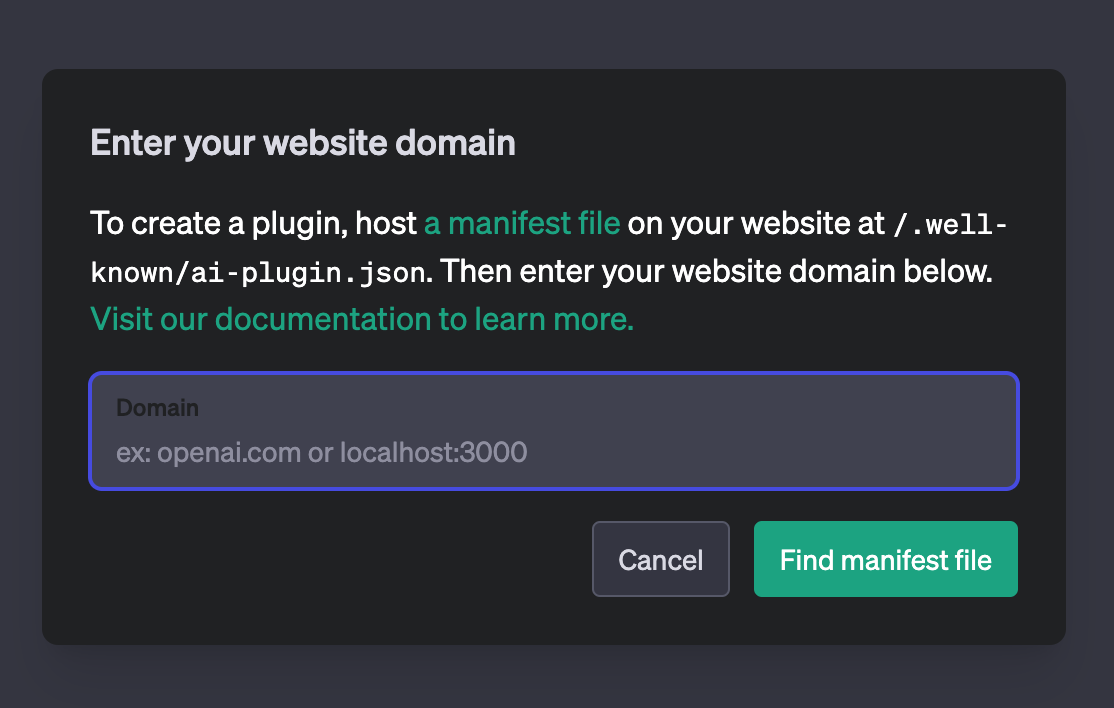 Enter your website domain
To create a plugin, host a manifest file on your website at /.well-
known/ai-plugin.json. Then enter your website domain below.
Visit our documentation to learn more.
Domain
ex: openai.com or localhost:3000
Cancel
Find manifest file